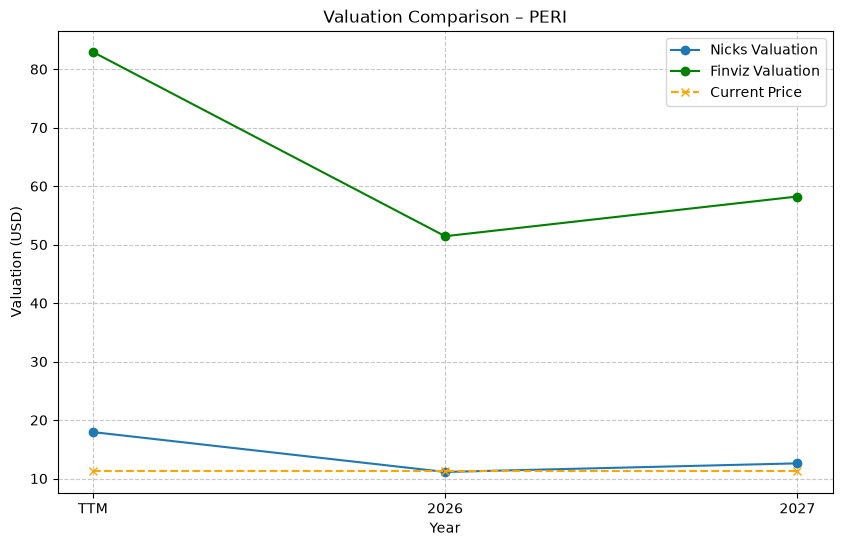 Valuation Comparison – PERI
Nicks Valuation
Finviz Valuation
Current Price
Valuation (USD)
80
70
60
50
40
30
20
10
TTM
2026
2027
Year